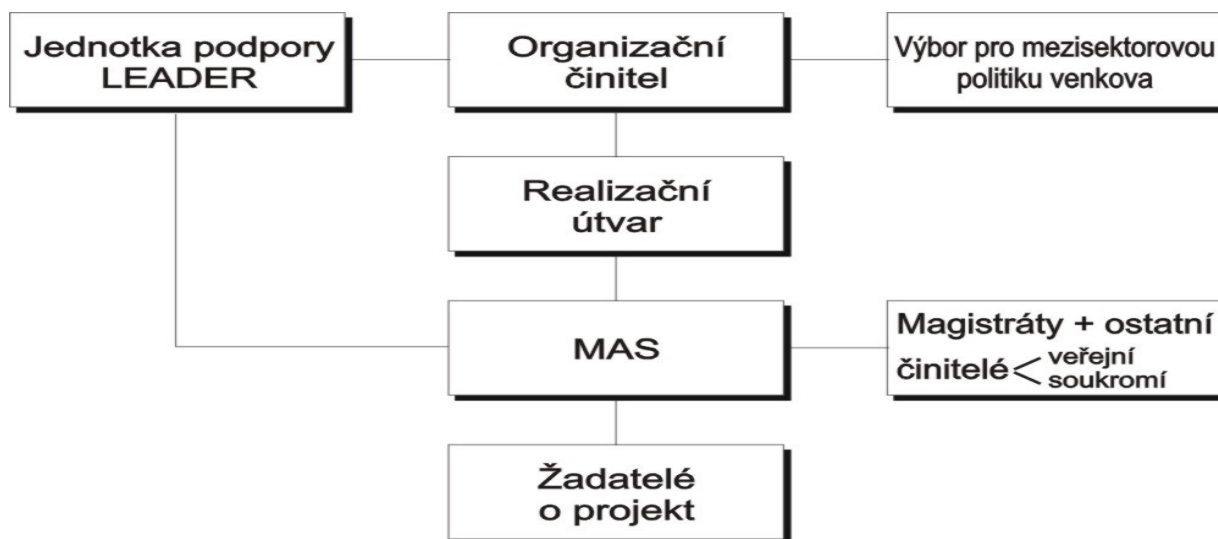 Jednotka podpory
LEADER
Organizační
činitel
Výbor pro mezisektorovou
politiku venkova
Realizační
útvar
MAS
Magistráty + ostatní
činitelé < veřejní
soukromí
Žadatelé
o projekt